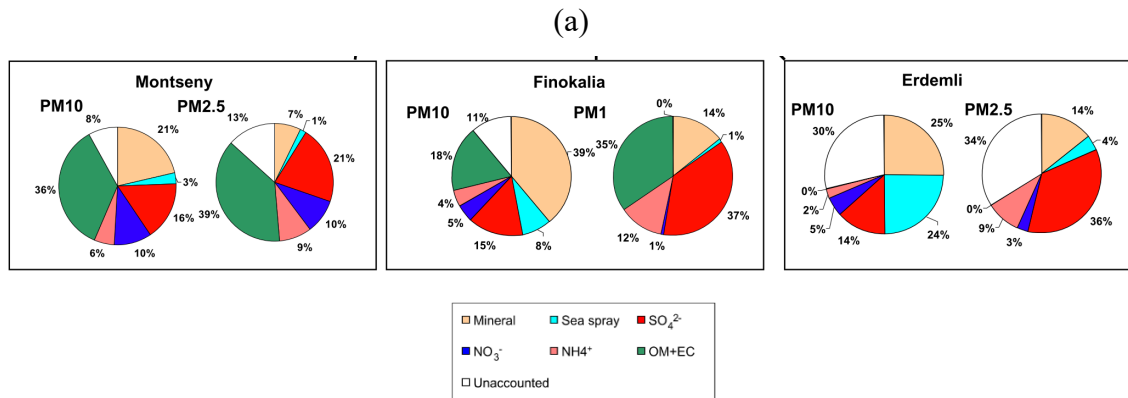 (a)
Montseny
PM10
PM2.5
8%
21%
3%
16%
10%
6%
36%
13%
7%
1%
21%
10%
9%
39%
Finokalia
PM10
PM1
11%
39%
8%
15%
5%
4%
18%
0%
14%
1%
37%
1%
12%
35%
Erdemli
PM10
PM2.5
30%
25%
24%
14%
5%
2%
0%
34%
14%
4%
36%
3%
9%
0%
Mineral
Sea spray
SO₄²⁻
NO₃⁻
NH4⁺
OM+EC
Unaccounted